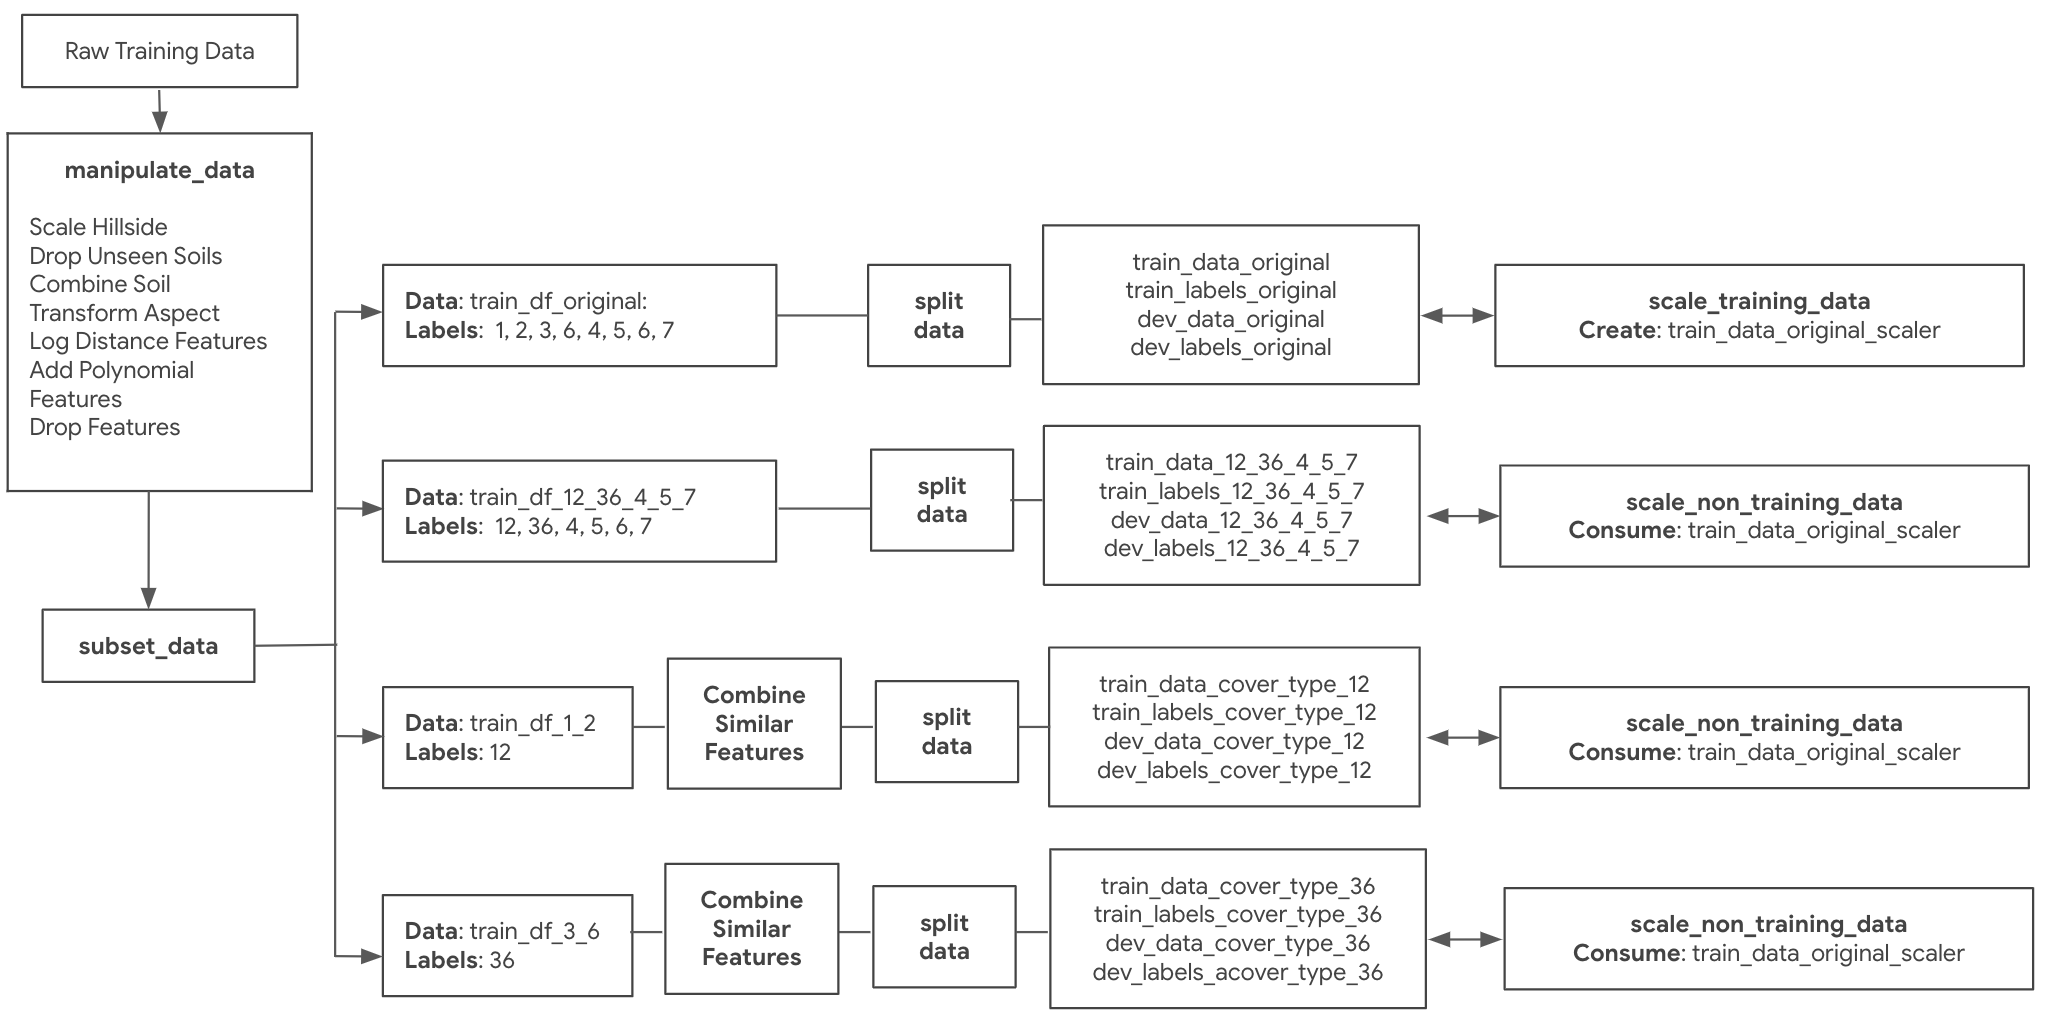 Raw Training Data
manipulate_data
Scale Hillside
Drop Unseen Soils
Combine Soil
Transform Aspect
Log Distance Features
Add Polynomial
Features
Drop Features
subset_data
Data: train_df_original:
Labels:  1, 2, 3, 6, 4, 5, 6, 7
split
data
train_data_original
train_labels_original
dev_data_original
dev_labels_original
scale_training_data
Create: train_data_original_scaler
Data: train_df_12_36_4_5_7
Labels:  12, 36, 4, 5, 6, 7
split
data
train_data_12_36_4_5_7
train_labels_12_36_4_5_7
dev_data_12_36_4_5_7
dev_labels_12_36_4_5_7
scale_non_training_data
Consume: train_data_original_scaler
Data: train_df_1_2
Labels: 12
Combine
Similar
Features
split
data
train_data_cover_type_12
train_labels_cover_type_12
dev_data_cover_type_12
dev_labels_cover_type_12
scale_non_training_data
Consume: train_data_original_scaler
Data: train_df_3_6
Labels: 36
Combine
Similar
Features
split
data
train_data_cover_type_36
train_labels_cover_type_36
dev_data_cover_type_36
dev_labels_acover_type_36
scale_non_training_data
Consume: train_data_original_scaler